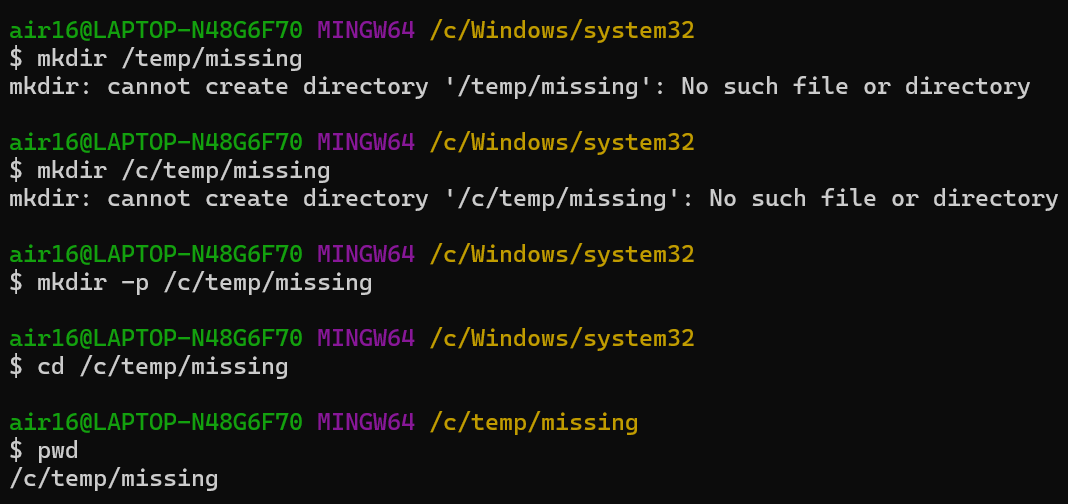 air16@LAPTOP-N48G6F70 MINGW64 /c/Windows/system32
$ mkdir /temp/missing
mkdir: cannot create directory '/temp/missing': No such file or directory
air16@LAPTOP-N48G6F70 MINGW64 /c/Windows/system32
$ mkdir /c/temp/missing
mkdir: cannot create directory '/c/temp/missing': No such file or directory
air16@LAPTOP-N48G6F70 MINGW64 /c/Windows/system32
$ mkdir -p /c/temp/missing
air16@LAPTOP-N48G6F70 MINGW64 /c/Windows/system32
$ cd /c/temp/missing
air16@LAPTOP-N48G6F70 MINGW64 /c/temp/missing
$ pwd
/c/temp/missing